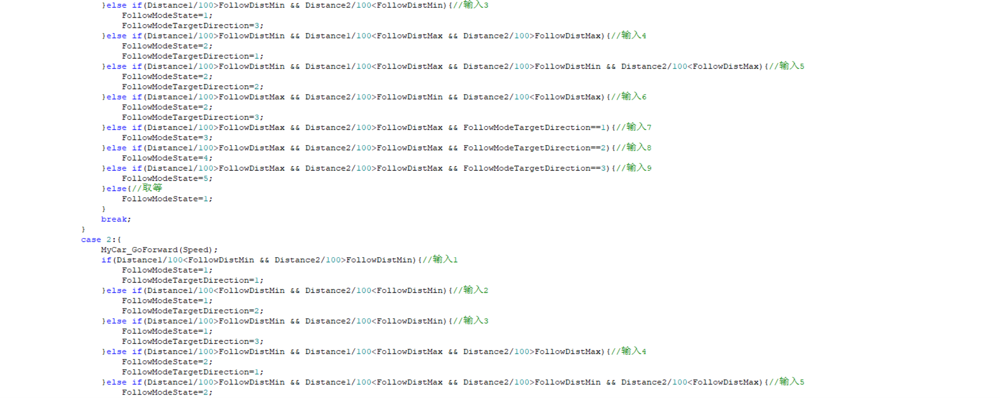 }else if(Distance1/100>FollowDistMin && Distance2/100<FollowDistMin){//输入3
FollowModeState=1;
FollowModeTargetDirection=3;
}else if(Distance1/100>FollowDistMin && Distance1/100<FollowDistMax && Distance2/100>FollowDistMax){//输入4
FollowModeState=2;
FollowModeTargetDirection=1;
}else if(Distance1/100>FollowDistMin && Distance1/100<FollowDistMax && Distance2/100>FollowDistMin && Distance2/100<FollowDistMax){//输入5
FollowModeState=2;
FollowModeTargetDirection=2;
}else if(Distance1/100>FollowDistMax && Distance2/100>FollowDistMin && Distance2/100<FollowDistMax){//输入6
FollowModeState=2;
FollowModeTargetDirection=3;
}else if(Distance1/100>FollowDistMax && Distance2/100>FollowDistMax && FollowModeTargetDirection==1){//输入7
FollowModeState=3;
}else if(Distance1/100>FollowDistMax && Distance2/100>FollowDistMax && FollowModeTargetDirection==2){//输入8
FollowModeState=4;
}else if(Distance1/100>FollowDistMax && Distance2/100>FollowDistMax && FollowModeTargetDirection==3){//输入9
FollowModeState=5;
}else{//取等
FollowModeState=1;
}
break;
}
case 2:{
MyCar_GoForward(Speed);
if(Distance1/100<FollowDistMin && Distance2/100>FollowDistMin){//输入1
FollowModeState=1;
FollowModeTargetDirection=1;
}else if(Distance1/100<FollowDistMin && Distance2/100<FollowDistMin){//输入2
FollowModeState=1;
FollowModeTargetDirection=2;
}else if(Distance1/100>FollowDistMin && Distance2/100<FollowDistMin){//输入3
FollowModeState=1;
FollowModeTargetDirection=3;
}else if(Distance1/100>FollowDistMin && Distance1/100<FollowDistMax && Distance2/100>FollowDistMax){//输入4
FollowModeState=2;
FollowModeTargetDirection=1;
}else if(Distance1/100>FollowDistMin && Distance1/100<FollowDistMax && Distance2/100>FollowDistMin && Distance2/100<FollowDistMax){//输入5
FollowModeState=2;